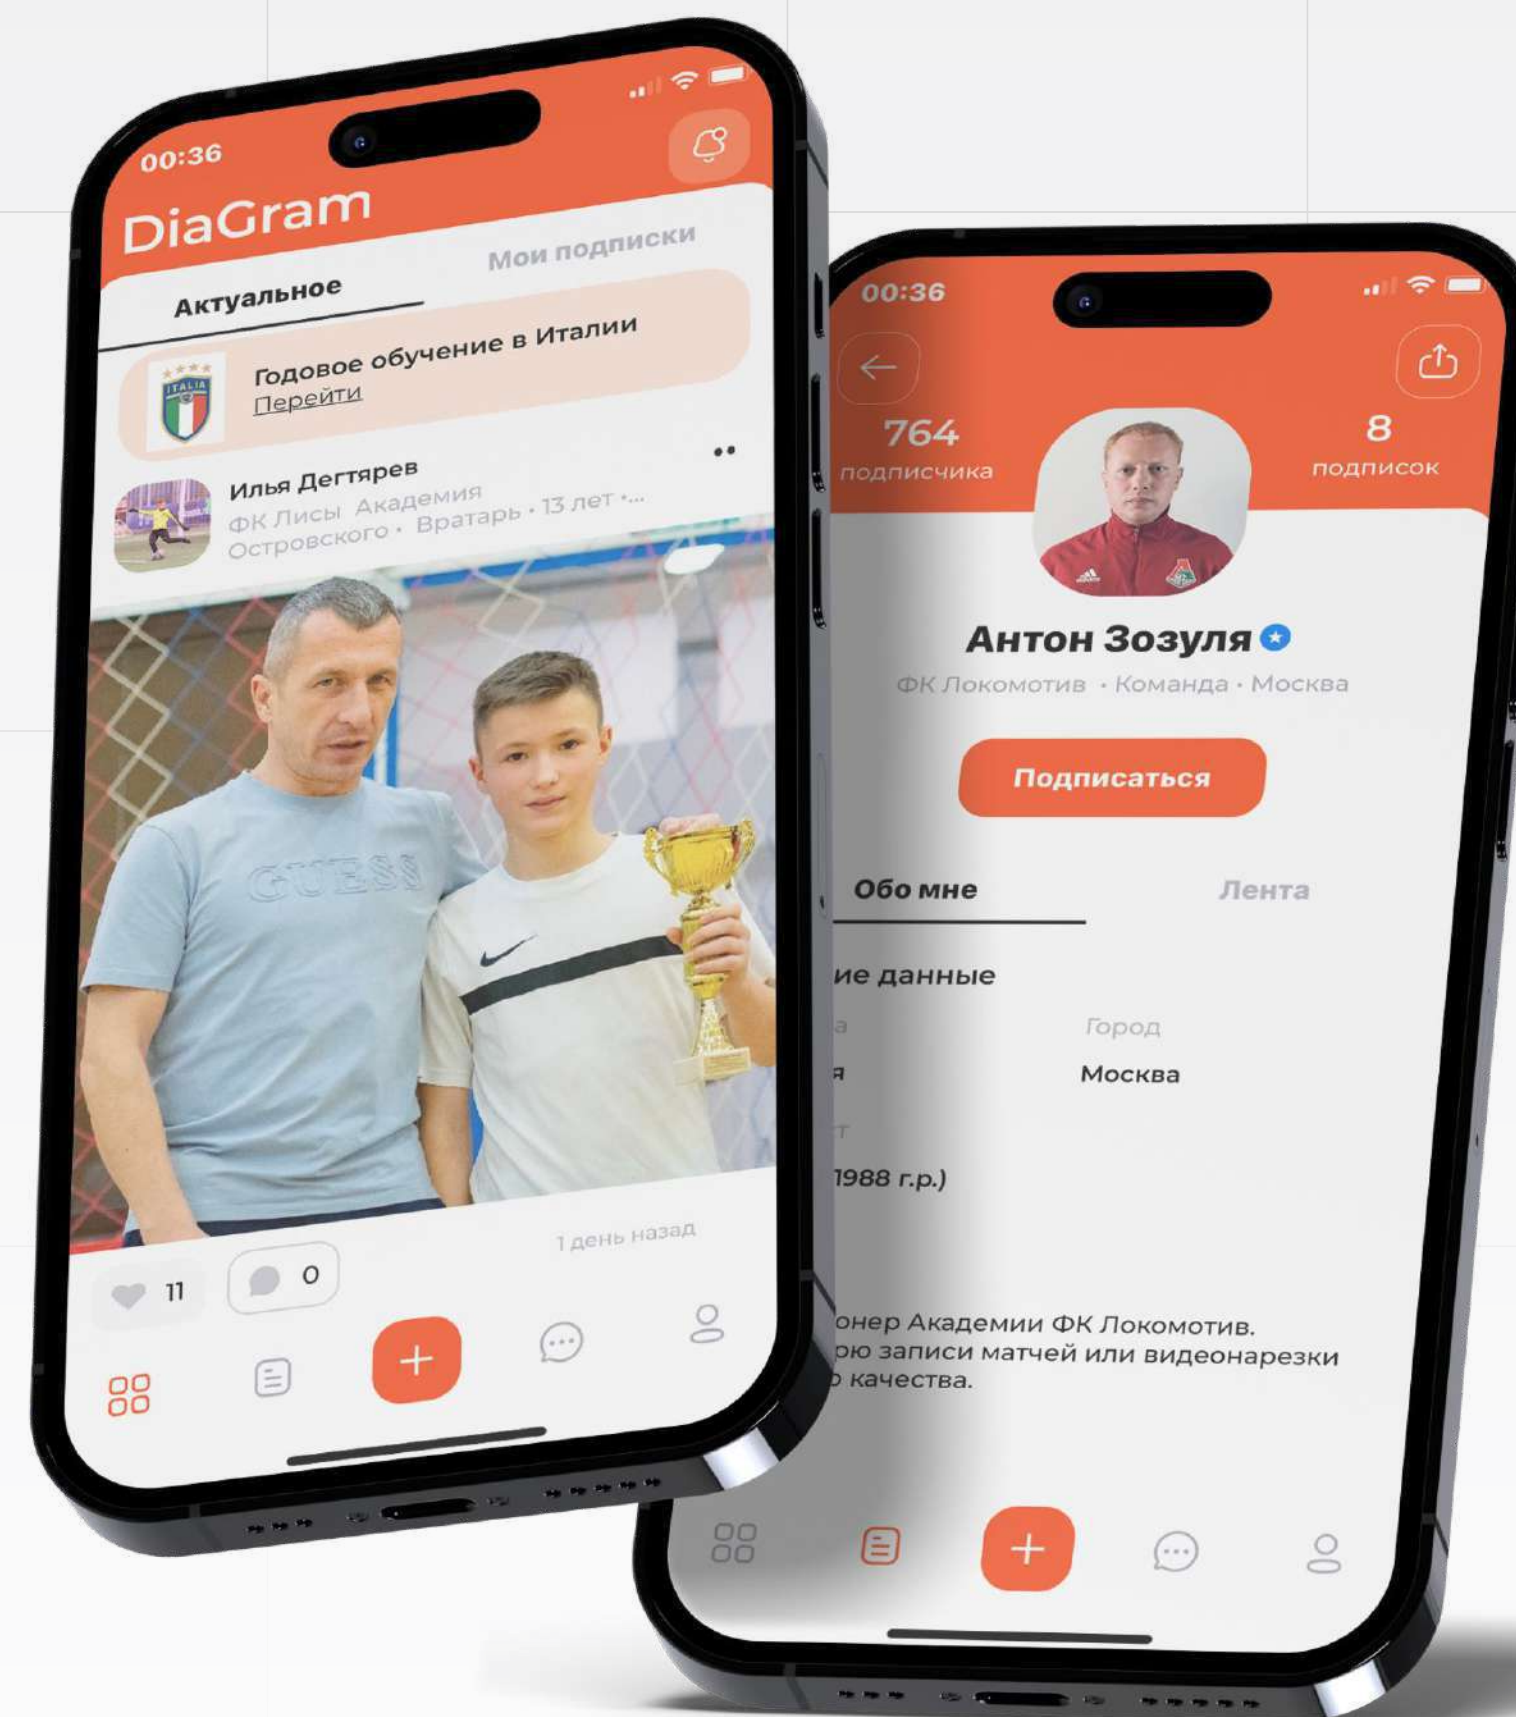 00:36
DiaGram
Актуальное
Мои подписки
ITALIA
Годовое обучение в Италии
Перейти
Илья Дегтярев
ФК Лисы Академия
Островского • Вратарь • 13 лет •...
GUESS
11
0
1 день назад
00:36
764
подписчика
8
подписок
adidas
Антон Зозуля
ФК Локомотив • Команда • Москва
Подписаться
Обо мне
Лента
ие данные
а
Город
я
Москва
т
1988 г.р.)
онер Академии ФК Локомотив.
рю записи матчей или видеонарезки
о качества.